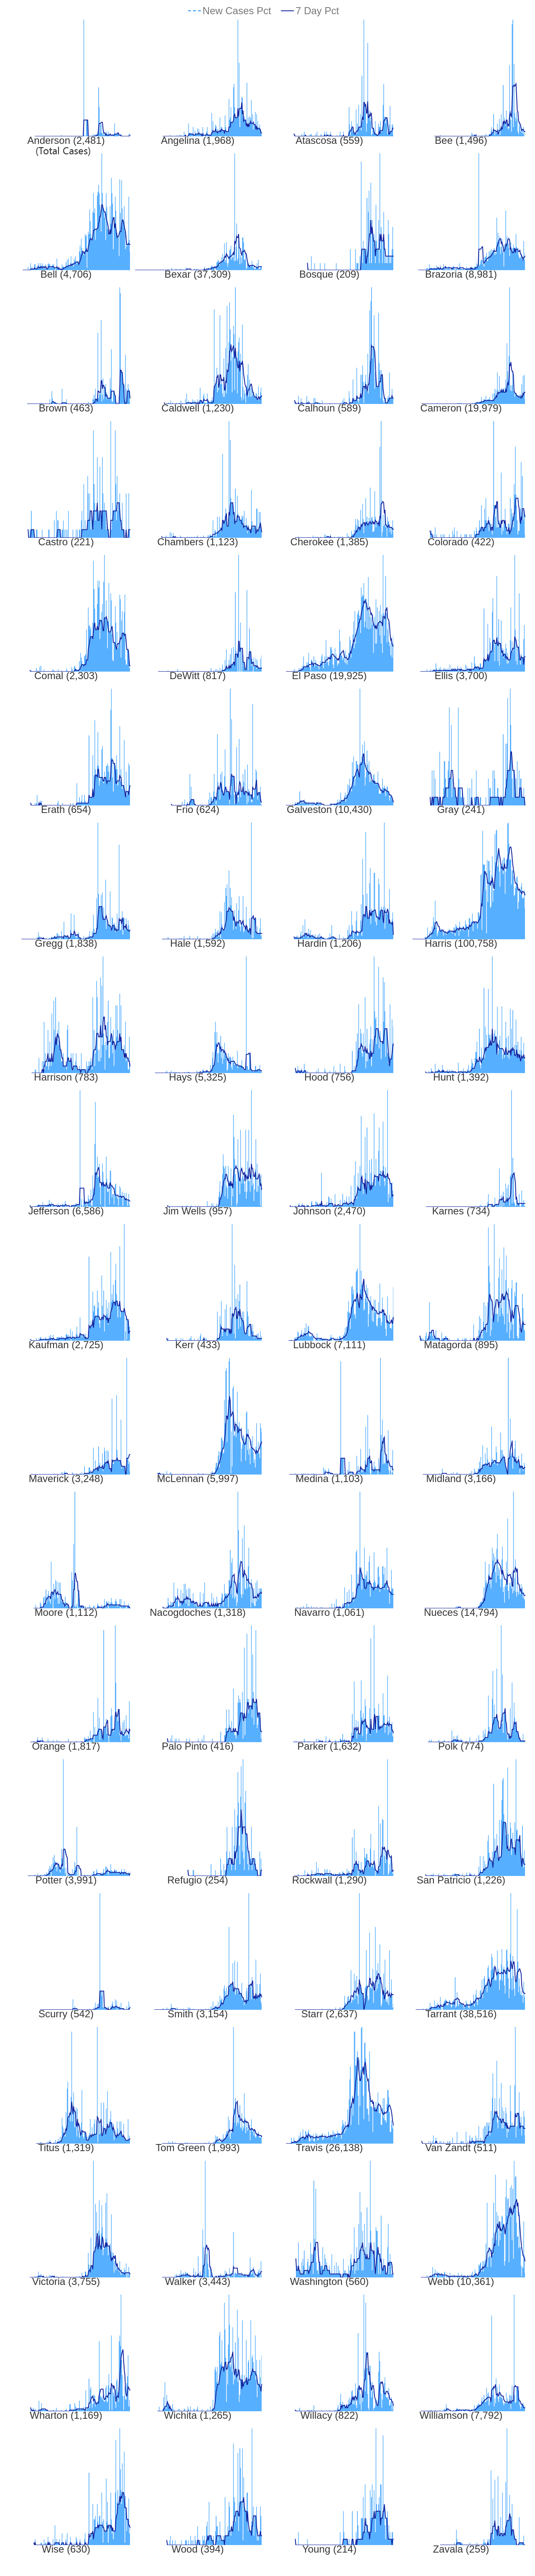 New Cases Pct 7 Day Pct
Anderson (2,481) Angelina (1,968) Atascosa (559) Bee (1,496)
(Total Cases)
Bell (4,706) Bexar (37,309) Bosque (209) Brazoria (8,981)
Brown (463) Caldwell (1,230) Calhoun (589) Cameron (19,979)
Castro (221) Chambers (1,123) Cherokee (1,385) Colorado (422)
Comal (2,303) DeWitt (817) El Paso (19,925) Ellis (3,700)
Erath (654) Frio (624) Galveston (10,430) Gray (241)
Gregg (1,838) Hale (1,592) Hardin (1,206) Harris (100,758)
Harrison (783) Hays (5,325) Hood (756) Hunt (1,392)
Jefferson (6,586) Jim Wells (957) Johnson (2,470) Karnes (734)
Kaufman (2,725) Kerr (433) Lubbock (7,111) Matagorda (895)
Maverick (3,248) McLennan (5,997) Medina (1,103) Midland (3,166)
Moore (1,112) Nacogdoches (1,318) Navarro (1,061) Nueces (14,794)
Orange (1,817) Palo Pinto (416) Parker (1,632) Polk (774)
Potter (3,991) Refugio (254) Rockwall (1,290) San Patricio (1,226)
Scurry (542) Smith (3,154) Starr (2,637) Tarrant (38,516)
Titus (1,319) Tom Green (1,993) Travis (26,138) Van Zandt (511)
Victoria (3,755) Walker (3,443) Washington (560) Webb (10,361)
Wharton (1,169) Wichita (1,265) Willacy (822) Williamson (7,792)
Wise (630) Wood (394) Young (214) Zavala (259)